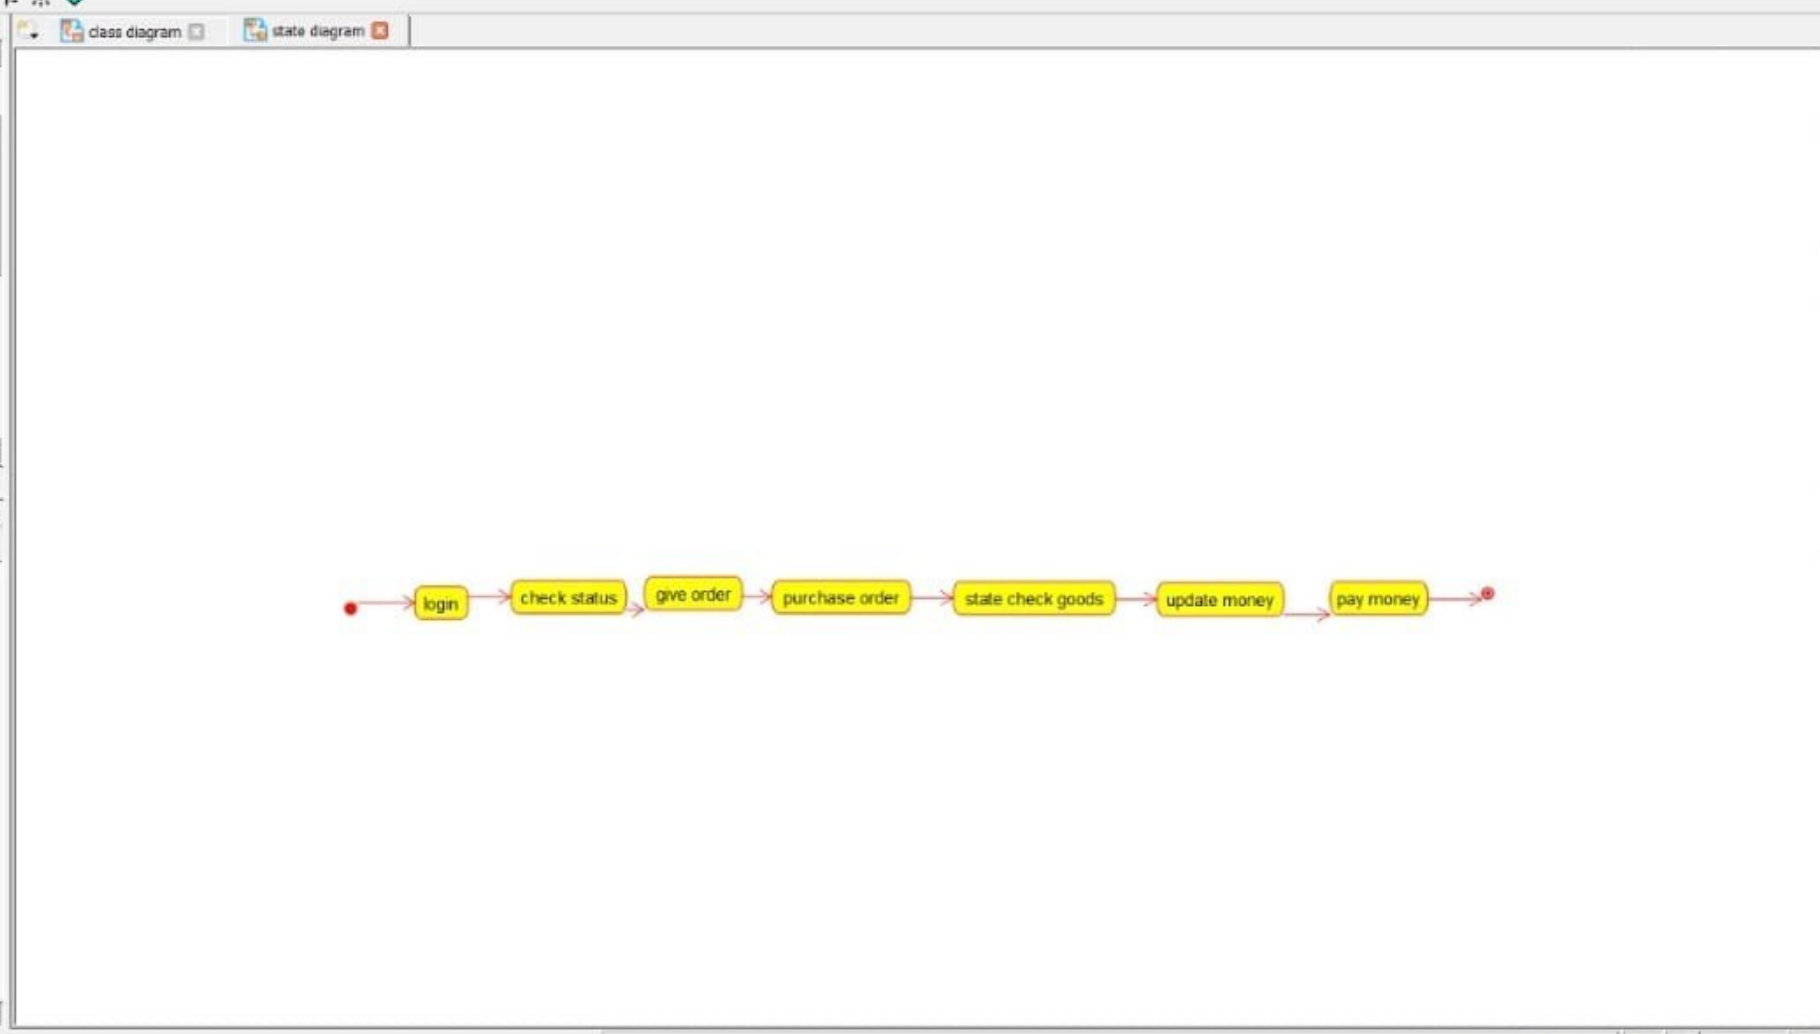 class diagram
state diagram
login
check status
give order
purchase order
state check goods
update money
pay money